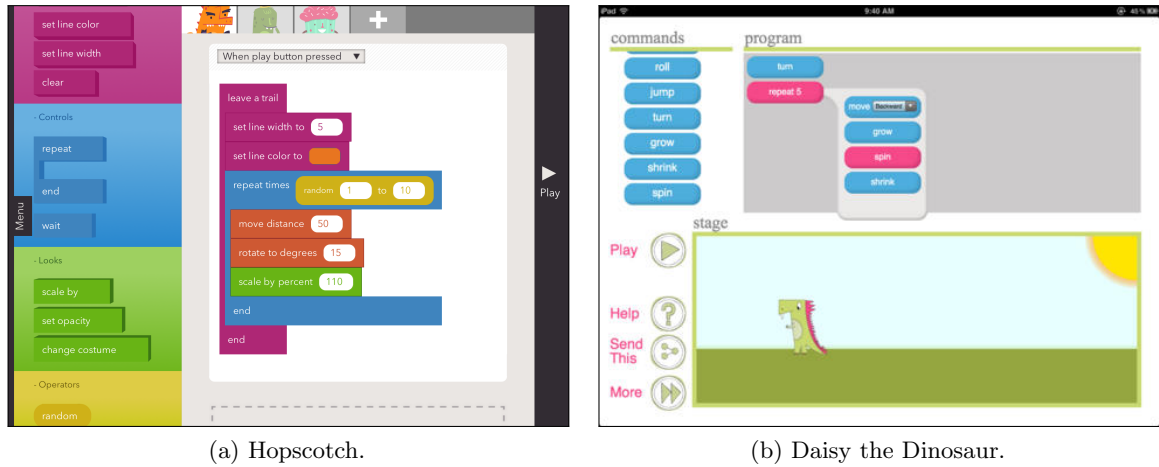 set line color
set line width
clear
- Controls
repeat
end
wait
- Looks
scale by
set opacity
change costume
- Operators
random
Menu
When play button pressed ▼
leave a trail
set line width to 5
set line color to
repeat times random 1 to 10
move distance 50
rotate to degrees 15
scale by percent 110
end
end
Play
(a) Hopscotch.
iPad 9:40 AM 48%
commands
roll
jump
turn
grow
shrink
spin
program
turn
repeat 5
move Backward
grow
spin
shrink
stage
Play
Help
Send
This
More
(b) Daisy the Dinosaur.